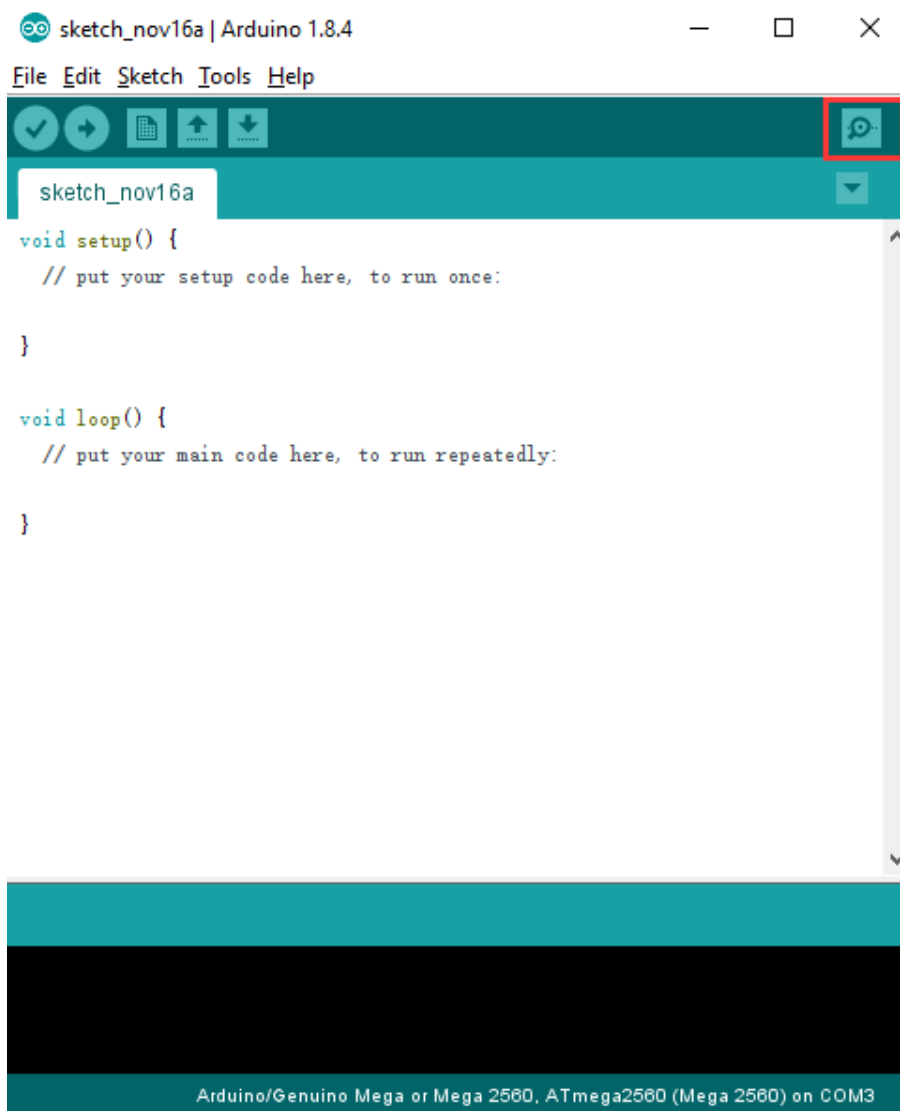 sketch_nov16a | Arduino 1.8.4
File Edit Sketch Tools Help
sketch_nov16a
void setup() {
// put your setup code here, to run once:
}
void loop() {
// put your main code here, to run repeatedly:
}
Arduino/Genuino Mega or Mega 2560, ATmega2560 (Mega 2560) on COM3